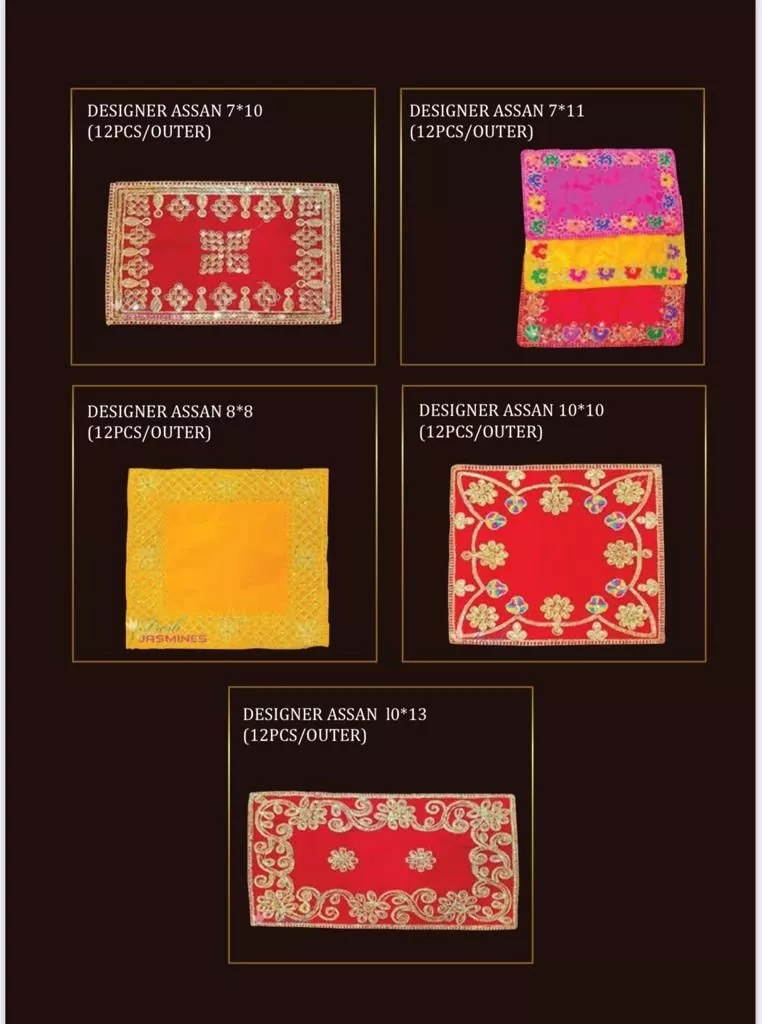 DESIGNER ASSAN 7*10
(12PCS/OUTER)
DESIGNER ASSAN 7*11
(12PCS/OUTER)
DESIGNER ASSAN 8*8
(12PCS/OUTER)
DESIGNER ASSAN 10*10
(12PCS/OUTER)
JASMINES
DESIGNER ASSAN l0*13
(12PCS/OUTER)